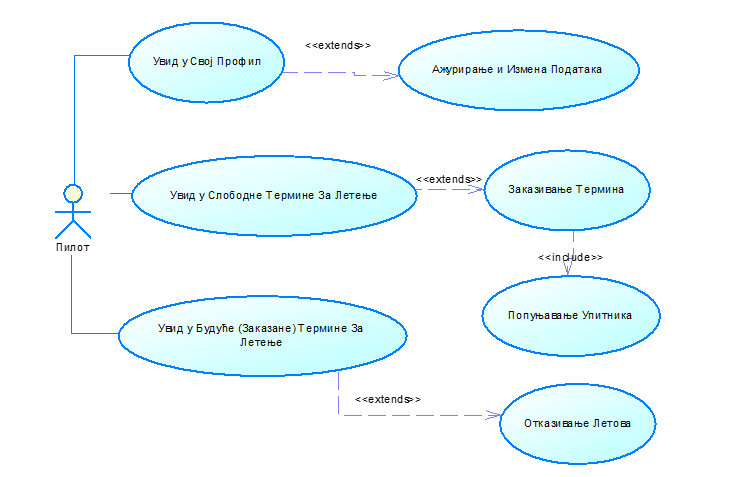 <<extends>>
Увид у Свој Профил
Ажурирање и Измена Података
<<extends>>
Увид у Слободне Термине За Летење
Заказивање Термина
Пилот
<<include>>
Попуњавање Упитника
Увид у Будуће (Заказане) Термине За
Летење
<<extends>>
Отказивање Летова